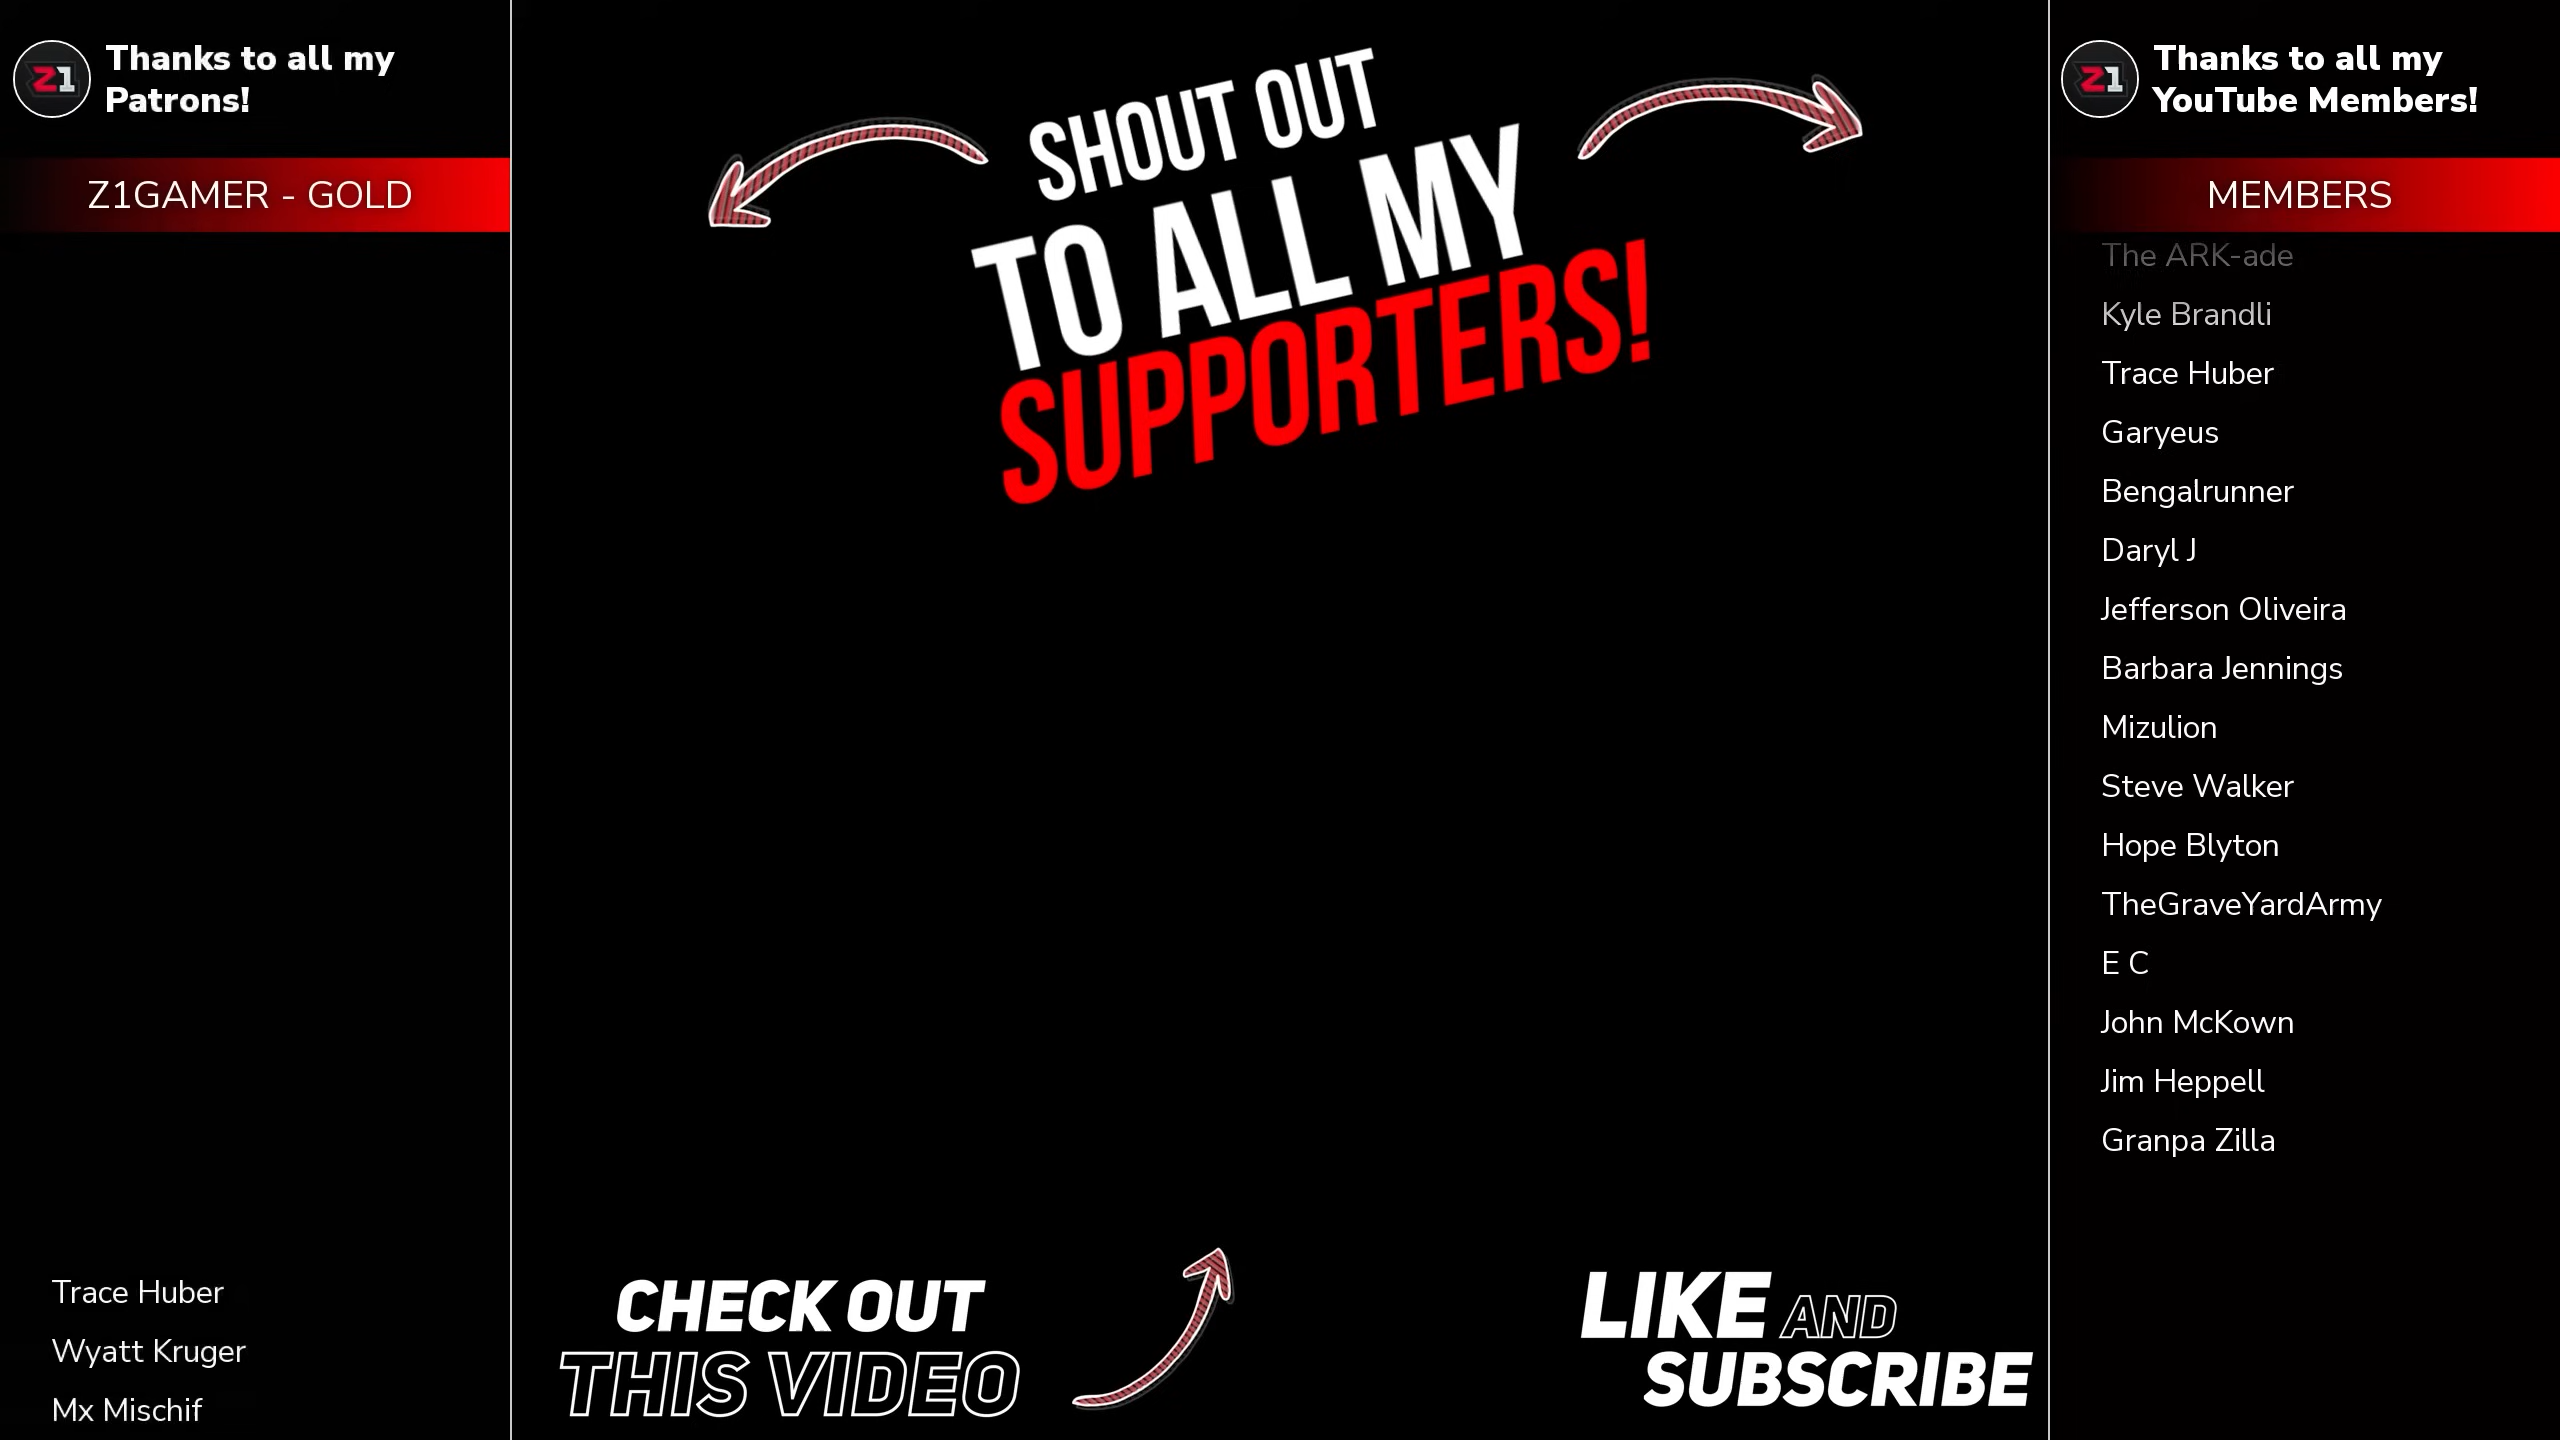 Z1
Thanks to all my
Patrons!
Z1GAMER - GOLD
Trace Huber
Wyatt Kruger
Mx Mischif
SHOUT OUT
TO ALL MY
SUPPORTERS!
CHECK OUT
THIS VIDEO
LIKE AND
SUBSCRIBE
Z1
Thanks to all my
YouTube Members!
MEMBERS
The ARK-ade
Kyle Brandli
Trace Huber
Garyeus
Bengalrunner
Daryl J
Jefferson Oliveira
Barbara Jennings
Mizulion
Steve Walker
Hope Blyton
TheGraveYardArmy
E C
John McKown
Jim Heppell
Granpa Zilla